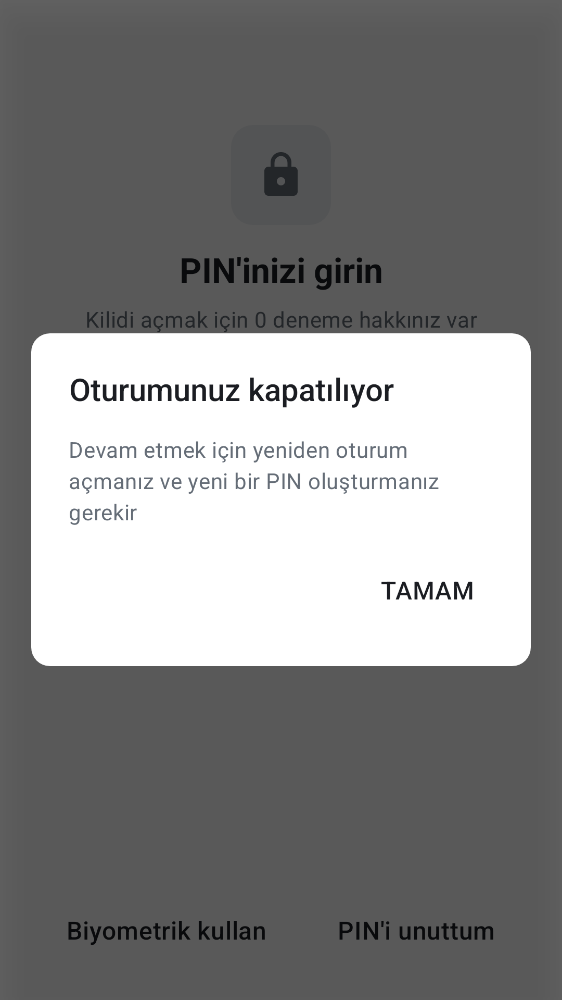 PIN'inizi girin
Kilidi açmak için 0 deneme hakkınız var
Oturumunuz kapatılıyor
Devam etmek için yeniden oturum
açmanız ve yeni bir PIN oluşturmanız
gerekir
TAMAM
Biyometrik kullan
PIN'i unuttum